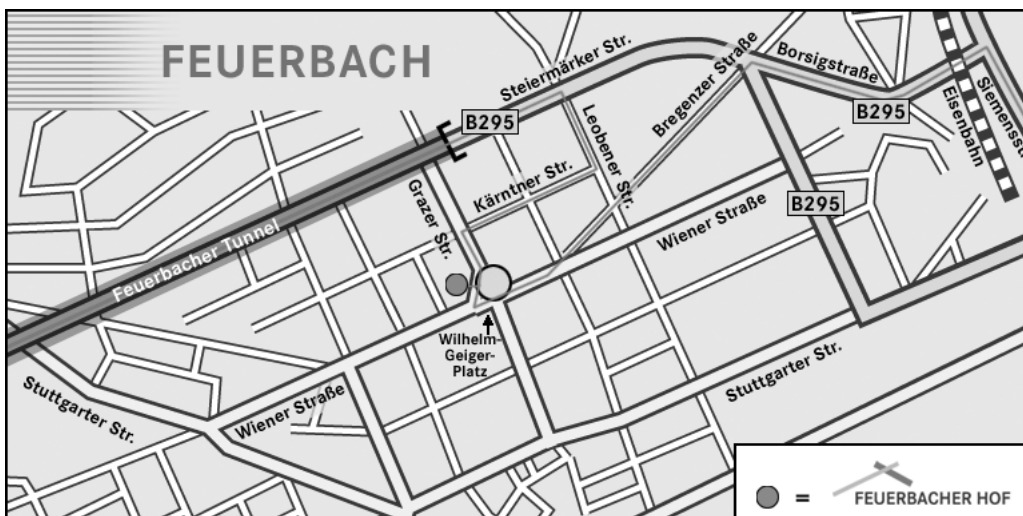 FEUERBACH
Steiermärker Str.
Bregenzer Straße
Borsigstraße
B295
B295
Eisenbahn
Leobener Str.
Kärntner Str.
Grazer Str.
Feuerbacher Tunnel
Wiener Straße
B295
Wilhelm-
Geiger-
Platz
Stuttgarter Str.
Wiener Straße
Stuttgarter Str.
=
FEUERBACHER HOF